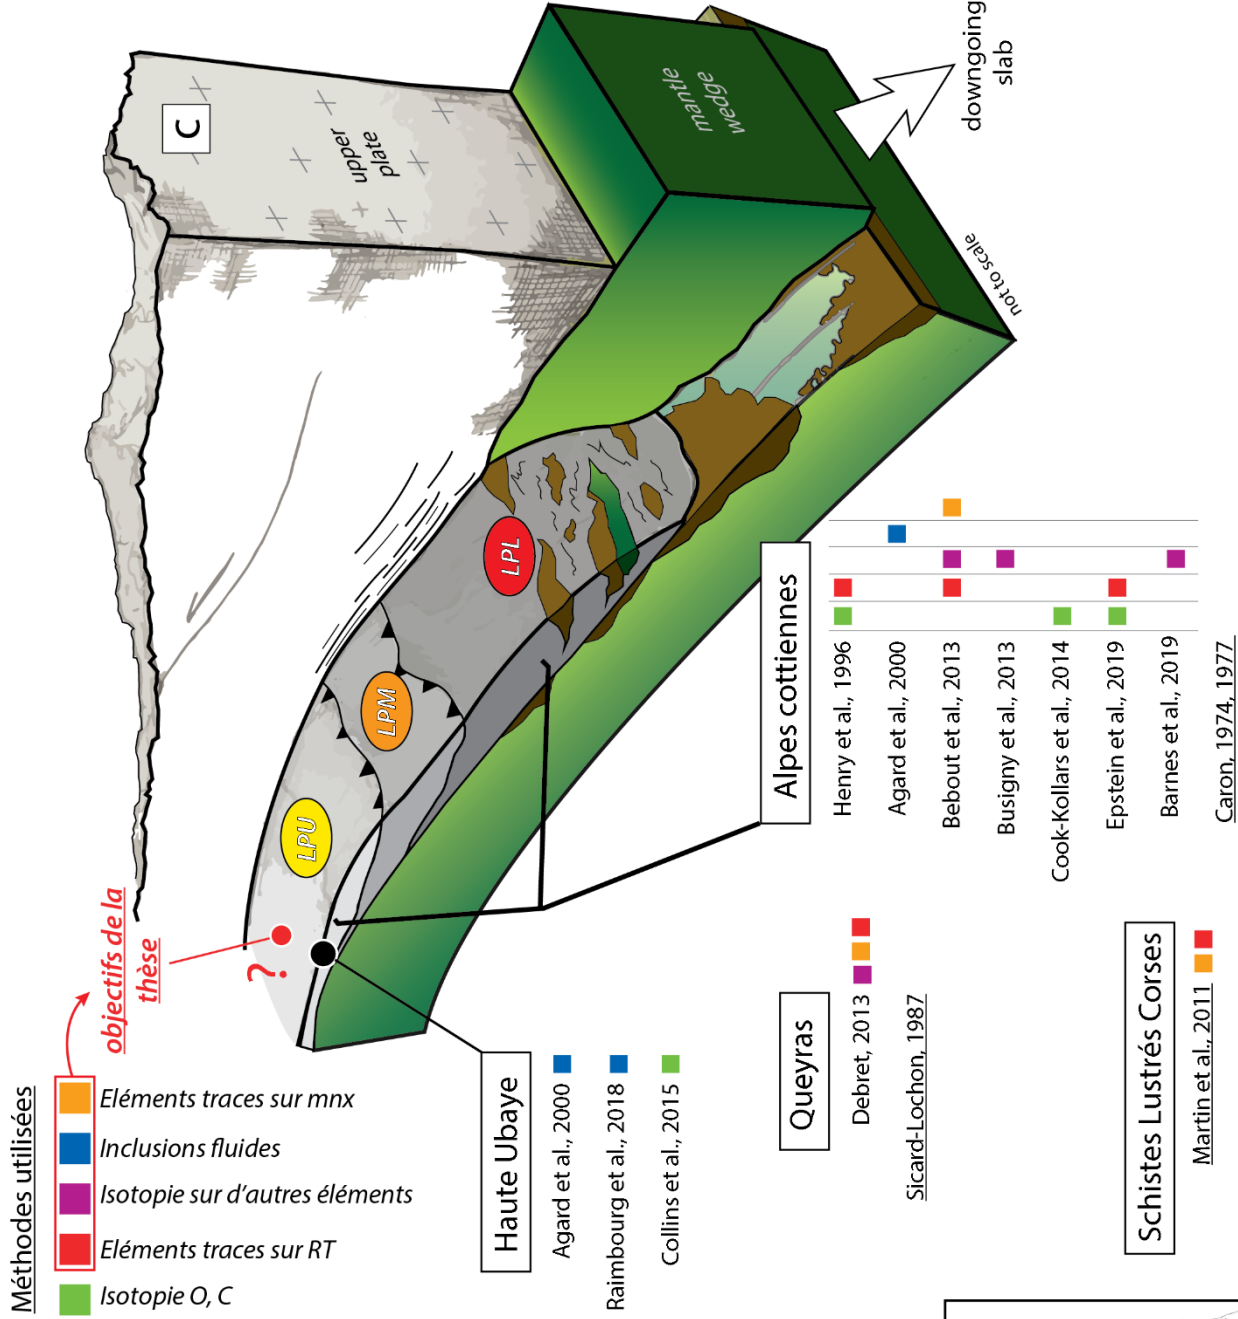 Méthodes utilisées
Eléments traces sur mnx
Inclusions fluides
Isotopie sur d'autres éléments
Eléments traces sur RT
Isotopie O, C
objectifs de la
thèse
?
LPU
LPM
LPL
C
upper
plate
mantle
wedge
downgoing
slab
not to scale
Haute Ubaye
Agard et al., 2000
Raimbourg et al., 2018
Collins et al., 2015
Queyras
Debret, 2013
Sicard-Lochon, 1987
Schistes Lustrés Corses
Martin et al., 2011
Alpes cottiennes
Henry et al., 1996
Agard et al., 2000
Bebout et al., 2013
Busigny et al., 2013
Cook-Kollars et al., 2014
Epstein et al., 2019
Barnes et al., 2019
Caron, 1974, 1977